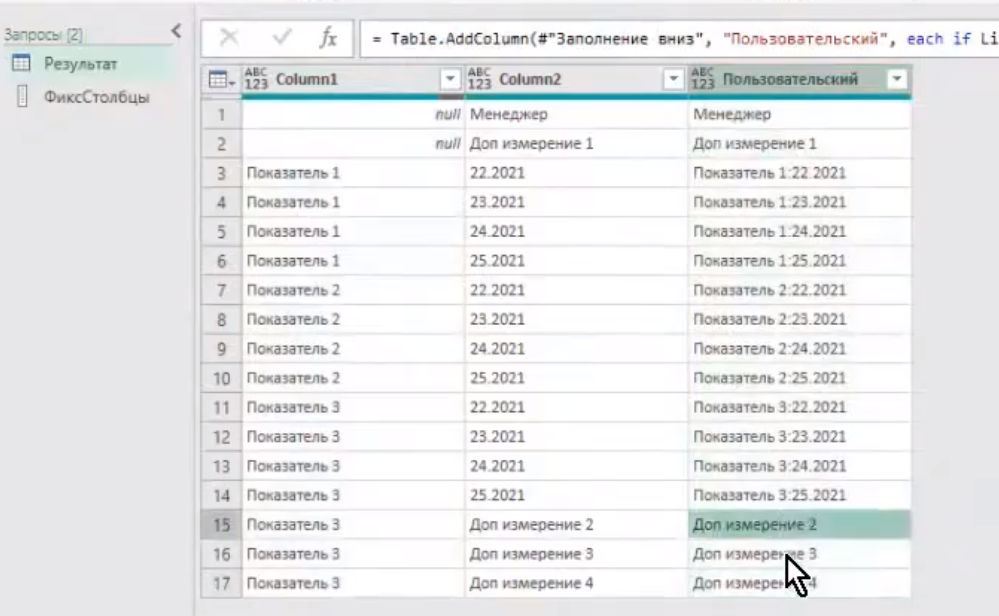 Запросы [2]
Результат
ФиксСтолбцы
fx
= Table.AddColumn(#"Заполнение вниз", "Пользовательский", each if Li
ABC 123 Column1 ABC 123 Column2 ABC 123 Пользовательский
1 null Менеджер Менеджер
2 null Доп измерение 1 Доп измерение 1
3 Показатель 1 22.2021 Показатель 1:22.2021
4 Показатель 1 23.2021 Показатель 1:23.2021
5 Показатель 1 24.2021 Показатель 1:24.2021
6 Показатель 1 25.2021 Показатель 1:25.2021
7 Показатель 2 22.2021 Показатель 2:22.2021
8 Показатель 2 23.2021 Показатель 2:23.2021
9 Показатель 2 24.2021 Показатель 2:24.2021
10 Показатель 2 25.2021 Показатель 2:25.2021
11 Показатель 3 22.2021 Показатель 3:22.2021
12 Показатель 3 23.2021 Показатель 3:23.2021
13 Показатель 3 24.2021 Показатель 3:24.2021
14 Показатель 3 25.2021 Показатель 3:25.2021
15 Показатель 3 Доп измерение 2 Доп измерение 2
16 Показатель 3 Доп измерение 3 Доп измерение 3
17 Показатель 3 Доп измерение 4 Доп измерение 4